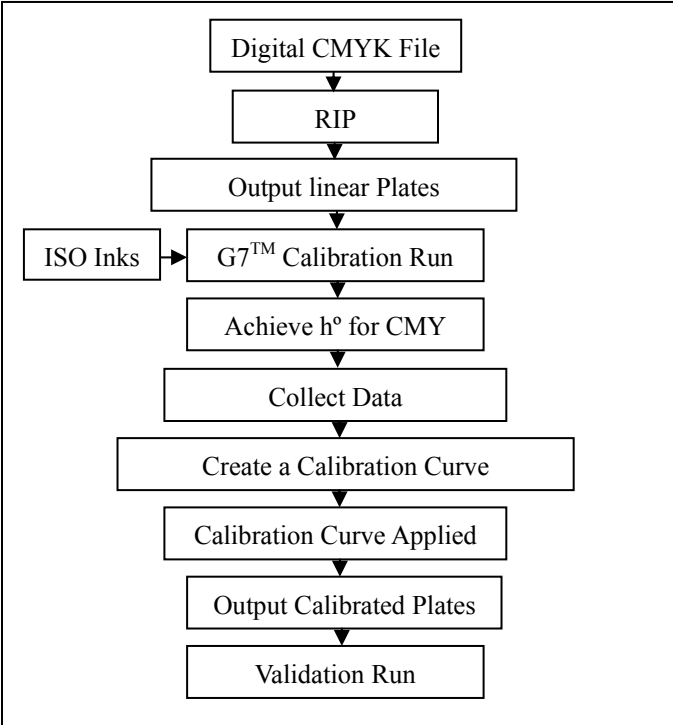 Digital CMYK File
RIP
Output linear Plates
ISO Inks
G7™ Calibration Run
Achieve hº for CMY
Collect Data
Create a Calibration Curve
Calibration Curve Applied
Output Calibrated Plates
Validation Run